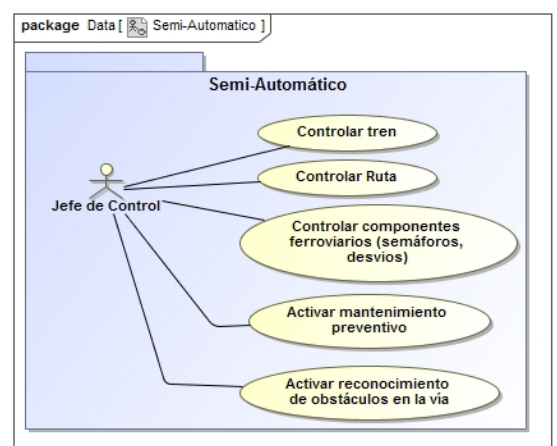 package Data [ Semi-Automatico ]
Semi-Automático
Controlar tren
Controlar Ruta
Jefe de Control
Controlar componentes
ferroviarios (semáforos,
desvios)
Activar mantenimiento
preventivo
Activar reconocimiento
de obstáculos en la vía